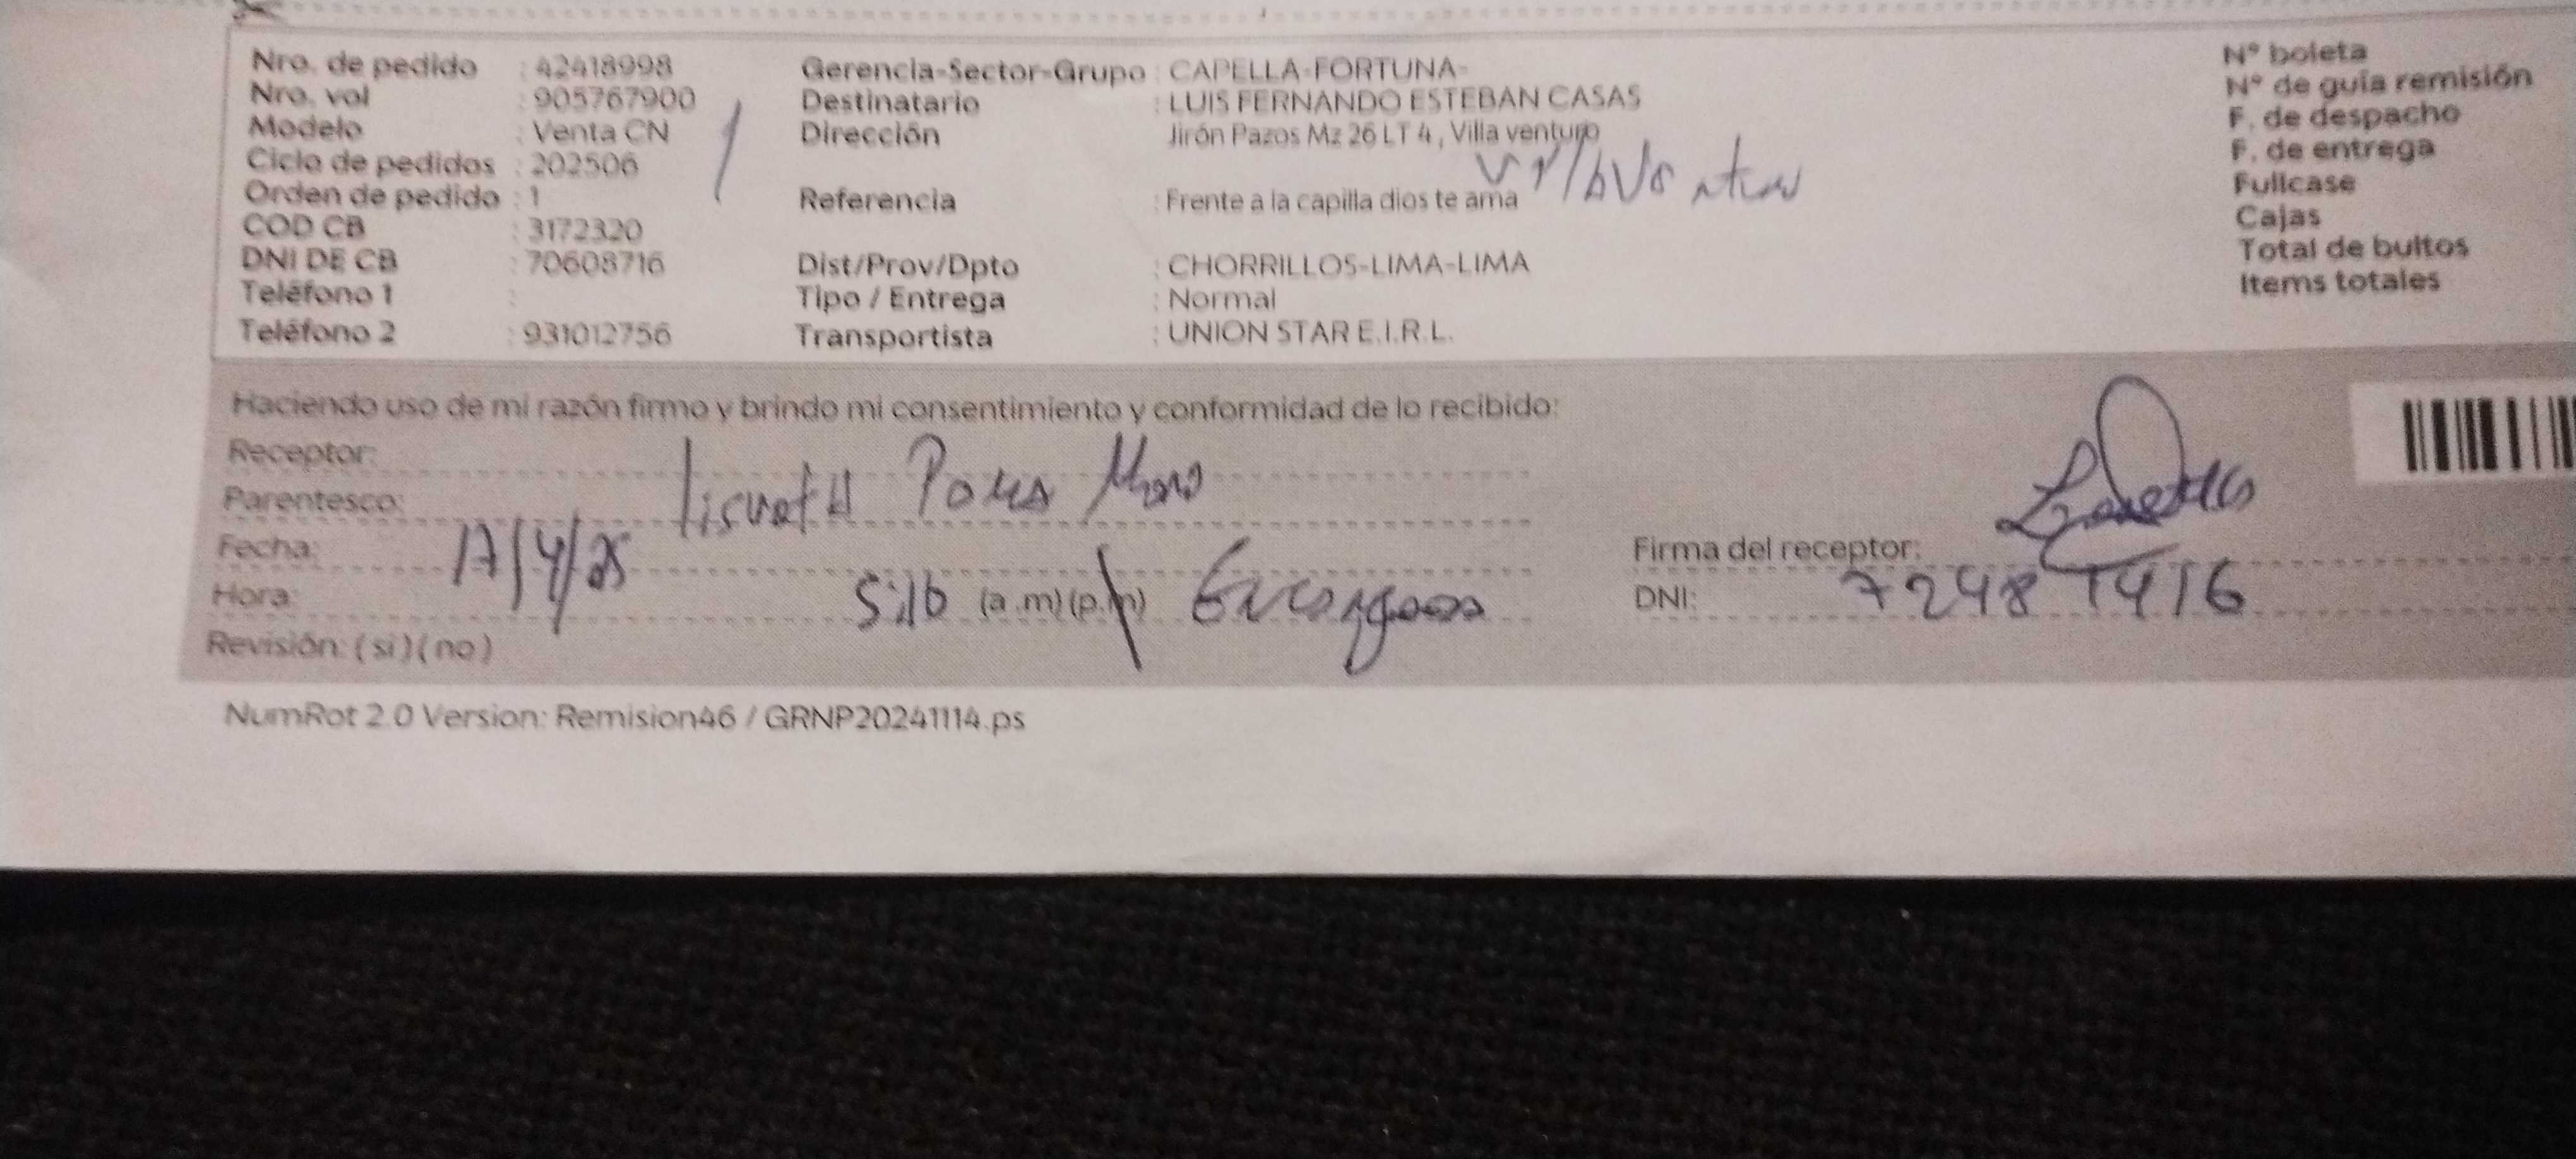 Nro. de pedido : 42418998 Gerencia-Sector-Grupo : CAPELLA-FORTUNA- N° boleta
Nro. vol : 905767900 Destinatario : LUIS FERNANDO ESTEBAN CASAS N° de guía remisión
Modelo : Venta CN Dirección Jirón Pazos Mz 26 LT 4 , Villa venturo F. de despacho
Ciclo de pedidos : 202506 F. de entrega
Orden de pedido : 1 Referencia : Frente a la capilla dios te ama Fullcase
COD CB : 3172320 Cajas
DNI DE CB : 70608716 Dist/Prov/Dpto : CHORRILLOS-LIMA-LIMA Total de bultos
Teléfono 1 : Tipo / Entrega : Normal Items totales
Teléfono 2 : 931012756 Transportista : UNION STAR E.I.R.L.
Haciendo uso de mi razón firmo y brindo mi consentimiento y conformidad de lo recibido:
Receptor:
Parentesco:
Fecha: 17/4/25 Firma del receptor:
Hora: (a.m)(p.m) DNI: 72481416
Revisión: ( si ) ( no )
NumRot 2.0 Version: Remision46 / GRNP20241114.ps